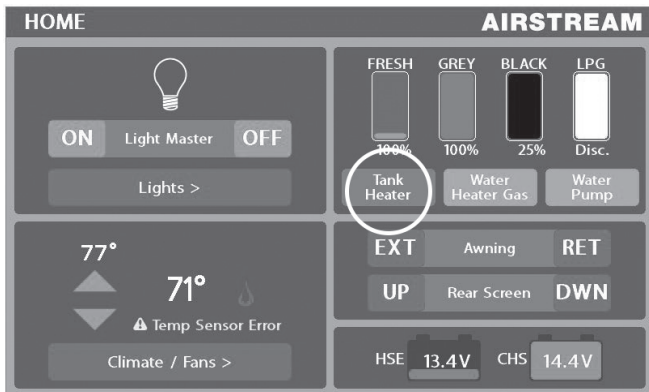 HOME
AIRSTREAM
ON Light Master OFF
Lights >
FRESH GREY BLACK LPG
100% 100% 25% Disc.
Tank Heater
Water Heater Gas
Water Pump
77°
71°
Temp Sensor Error
Climate / Fans >
EXT Awning RET
UP Rear Screen DWN
HSE 13.4V CHS 14.4V